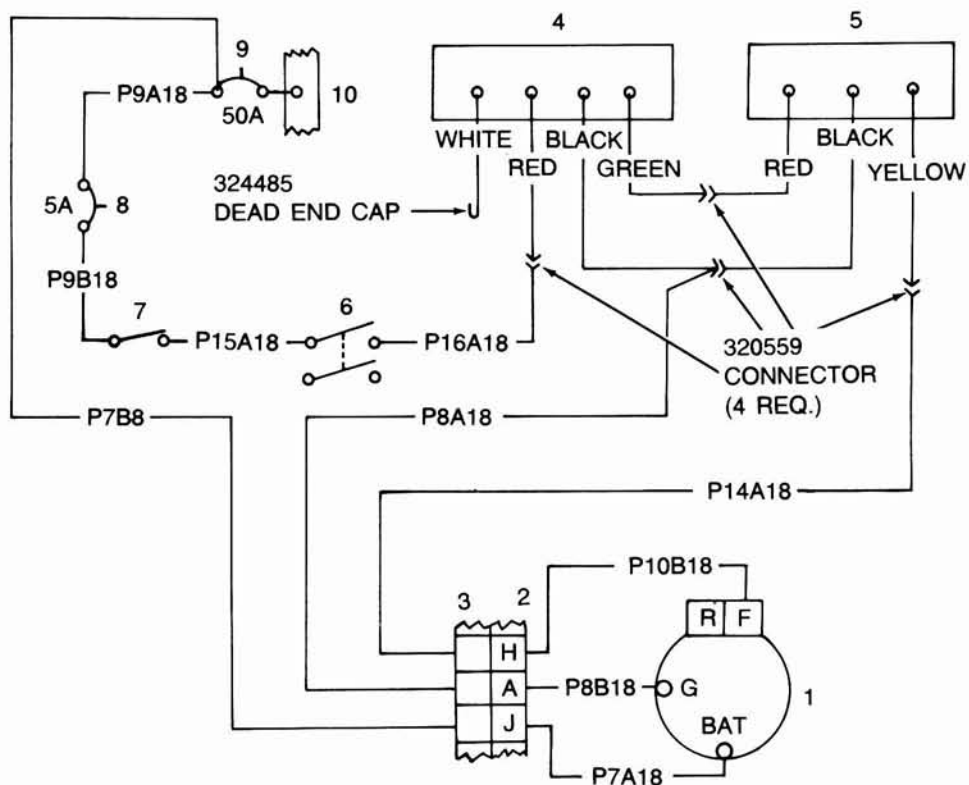 4
5
9
P9A18
10
50A
WHITE
BLACK
BLACK
RED
GREEN
RED
YELLOW
324485
DEAD END CAP
5A
8
P9B18
7
6
P15A18
P16A18
320559
CONNECTOR
(4 REQ.)
P7B8
P8A18
P14A18
P10B18
3
2
R
F
H
A
P8B18
G
1
J
BAT
P7A18